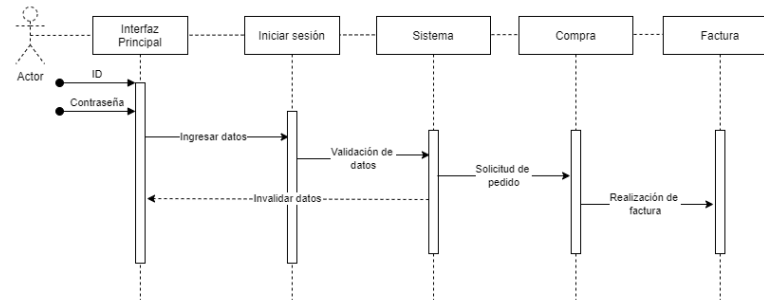 Interfaz
Principal
Iniciar sesión
Sistema
Compra
Factura
Actor
ID
Contraseña
Ingresar datos
Validación de
datos
Solicitud de
pedido
Invalidar datos
Realización de
factura